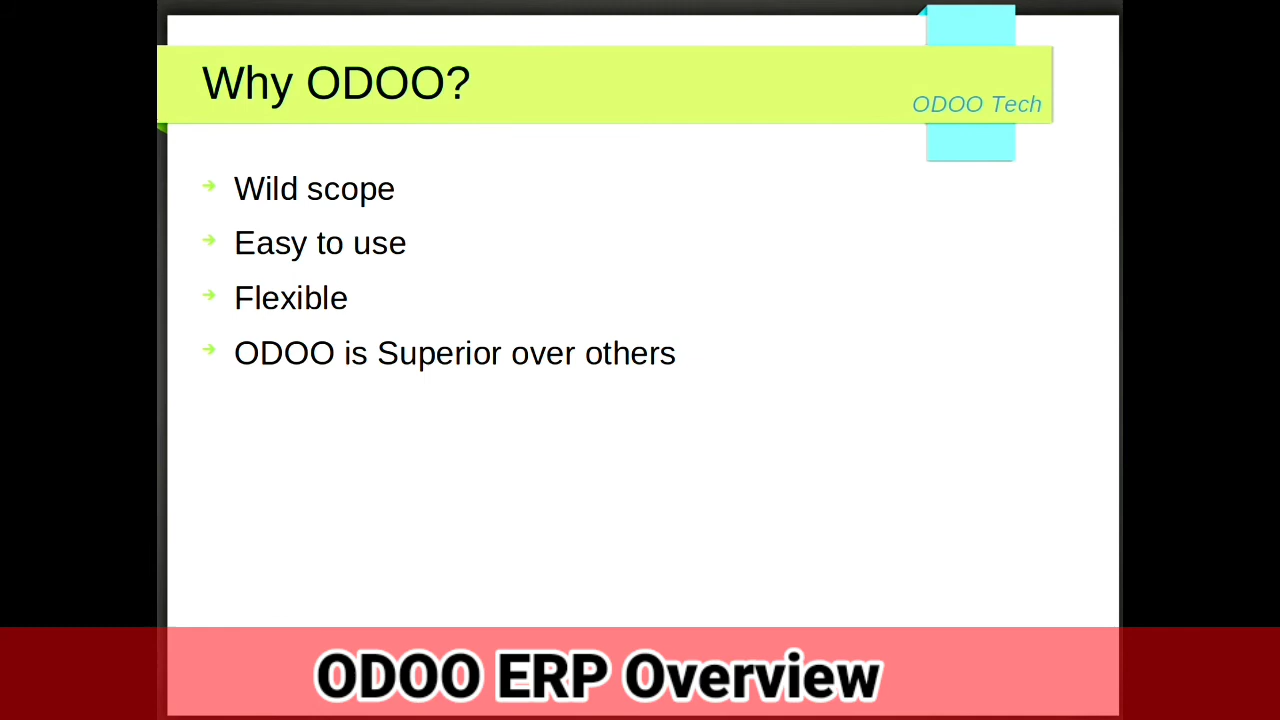 Why ODOO?
ODOO Tech
Wild scope
Easy to use
Flexible
ODOO is Superior over others
ODOO ERP Overview